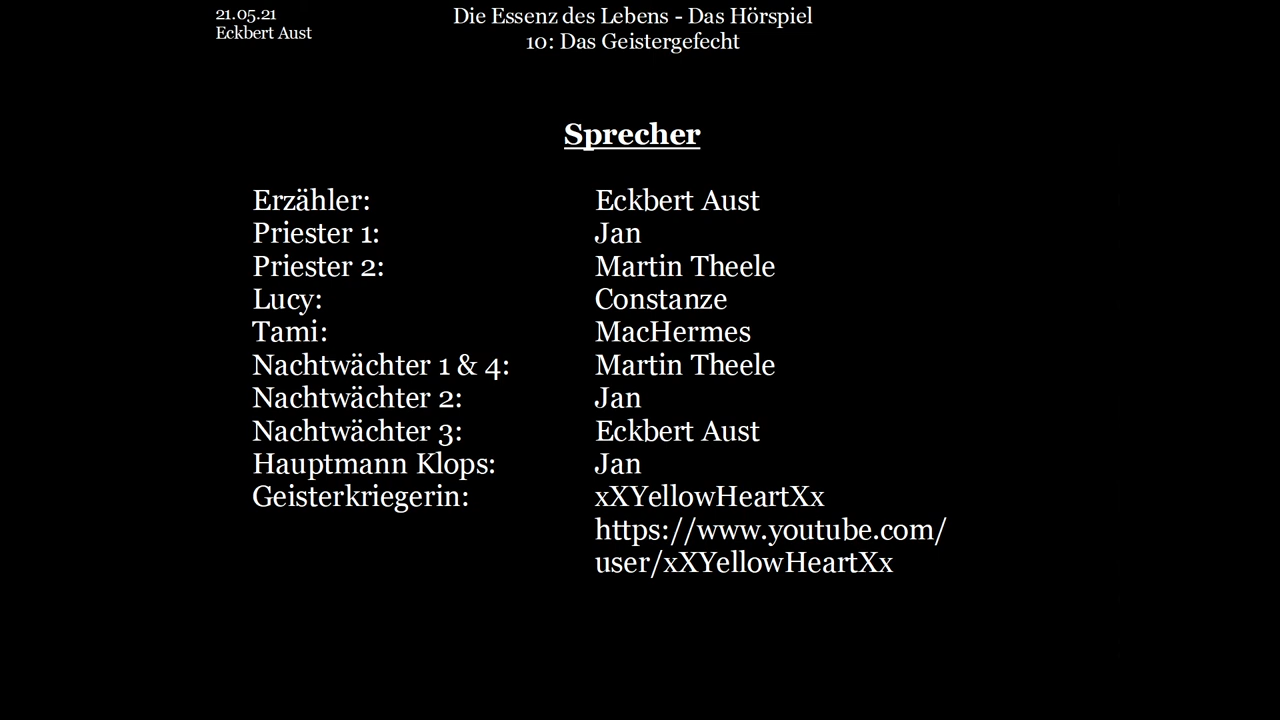 21.05.21
Eckbert Aust
Die Essenz des Lebens - Das Hörspiel
10: Das Geistergefecht
Sprecher
Erzähler: Eckbert Aust
Priester 1: Jan
Priester 2: Martin Theele
Lucy: Constanze
Tami: MacHermes
Nachtwächter 1 & 4: Martin Theele
Nachtwächter 2: Jan
Nachtwächter 3: Eckbert Aust
Hauptmann Klops: Jan
Geisterkriegerin: xXYellowHeartXx
https://www.youtube.com/
user/xXYellowHeartXx